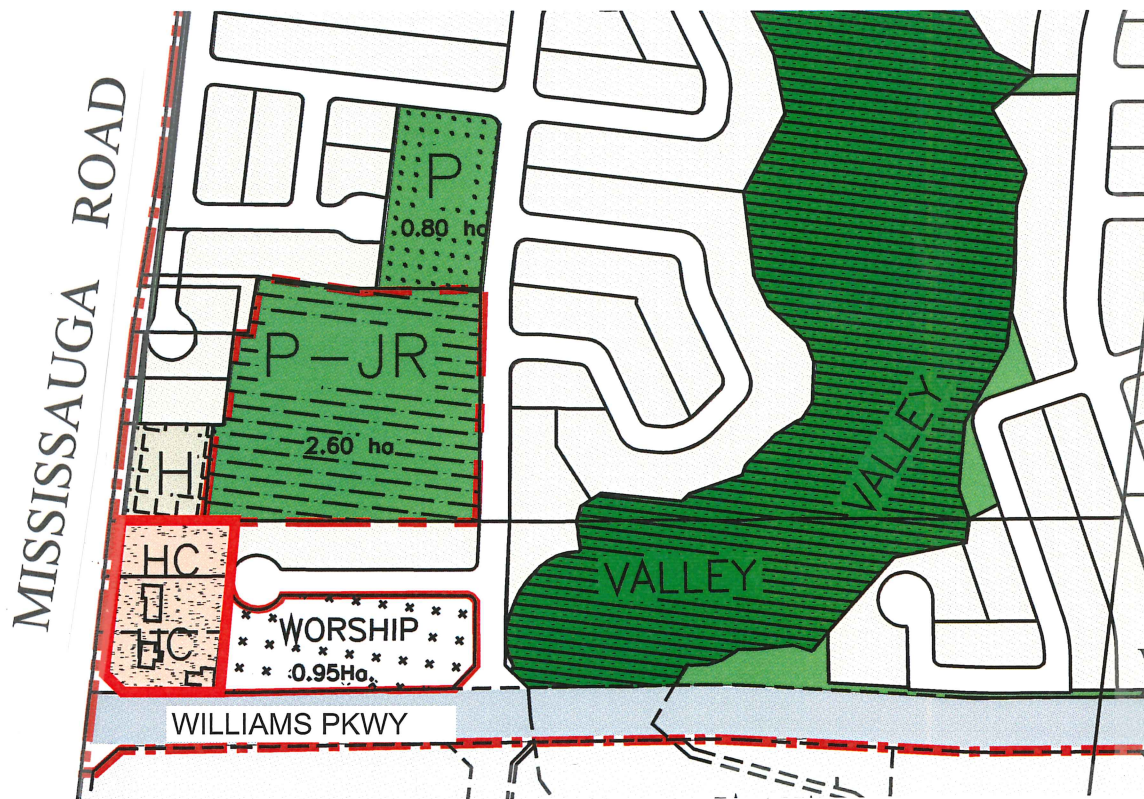 MISSISSAUGA ROAD
P
0.80 ha
P-JR
2.60 ha
H
HC
HC
WORSHIP
0.95Ha.
VALLEY
VALLEY
WILLIAMS PKWY